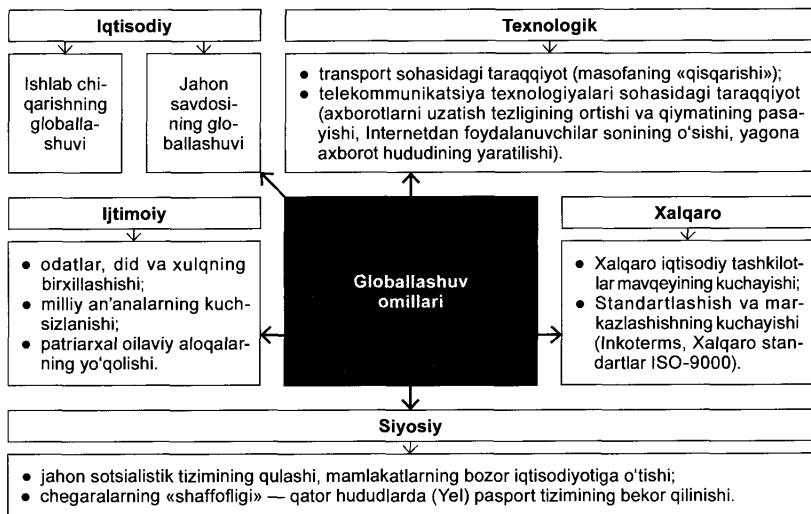 Iqtisodiy
Ishlab chi-
qarishning
globalla-
shuvi
Jahon
savdosi-
ning glo-
ballashuvi
Texnologik
• transport sohasidagi taraqqiyot (masofaning «qisqarishi»);
• telekommunikatsiya texnologiyalari sohasidagi taraqqiyot
(axborotlarni uzatish tezligining ortishi va qiymatining pasa-
yishi, Internetdan foydalanuvchilar sonining o‘sishi, yagona
axborot hududining yaratilishi).
Ijtimoiy
• odatlar, did va xulqning
birxillashishi;
• milliy an’analarning kuch-
sizlanishi;
• patriarxal oilaviy aloqalar-
ning yo‘qolishi.
Globallashuv
omillari
Xalqaro
• Xalqaro iqtisodiy tashkilot-
lar mavqeyining kuchayishi;
• Standartlashish va mar-
kazlashishning kuchayishi
(Inkoterms, Xalqaro stan-
dartlar ISO-9000).
Siyosiy
• jahon sotsialistik tizimining qulashi, mamlakatlarning bozor iqtisodiyotiga o‘tishi;
• chegaralarning «shaffofligi» — qator hududlarda (Yel) pasport tizimining bekor qilinishi.